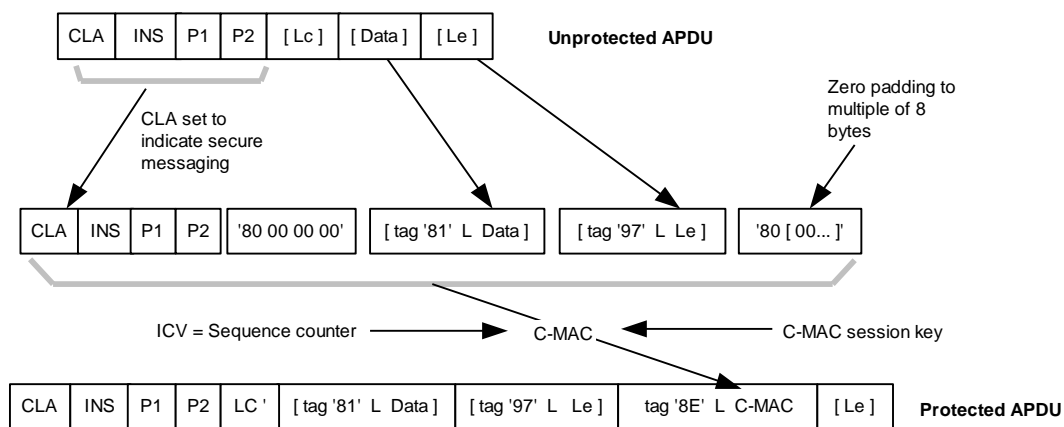 CLA INS P1 P2 [ Lc ] [ Data ] [ Le ] Unprotected APDU
CLA set to
indicate secure
messaging
Zero padding to
multiple of 8
bytes
CLA INS P1 P2 '80 00 00 00' [ tag '81' L Data ] [ tag '97' L Le ] '80 [ 00... ]'
ICV = Sequence counter C-MAC C-MAC session key
CLA INS P1 P2 LC ' [ tag '81' L Data ] [ tag '97' L Le ] tag '8E' L C-MAC [ Le ] Protected APDU